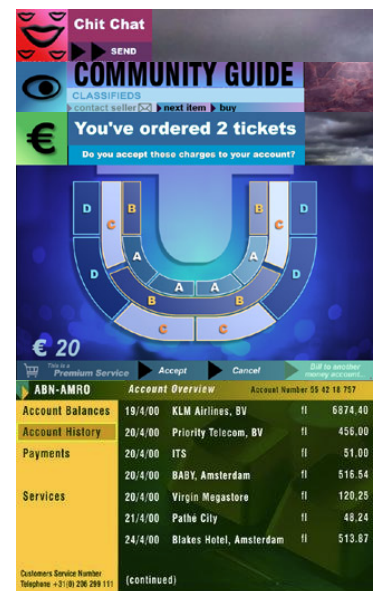 Chit Chat
SEND
COMMUNITY GUIDE
CLASSIFIEDS
contact seller next item buy
€ You've ordered 2 tickets
Do you accept these charges to your account?
D B B D
C C
A A
D A A D
B B
C C
€ 20
This is a
Premium Service Accept Cancel Bill to another
money account...
ABN-AMRO Account Overview Account Number 55 42 18 757
Account Balances 19/4/00 KLM Airlines, BV fl 6874,40
Account History 20/4/00 Priority Telecom, BV fl 456,00
Payments 20/4/00 ITS fl 51,00
20/4/00 BABY, Amsterdam fl 516.54
Services 20/4/00 Virgin Megastore fl 120,25
21/4/00 Pathé City fl 48,24
24/4/00 Blakes Hotel, Amsterdam fl 513.87
Customers Service Number
Telephone +31(0) 206 299 111 (continued)